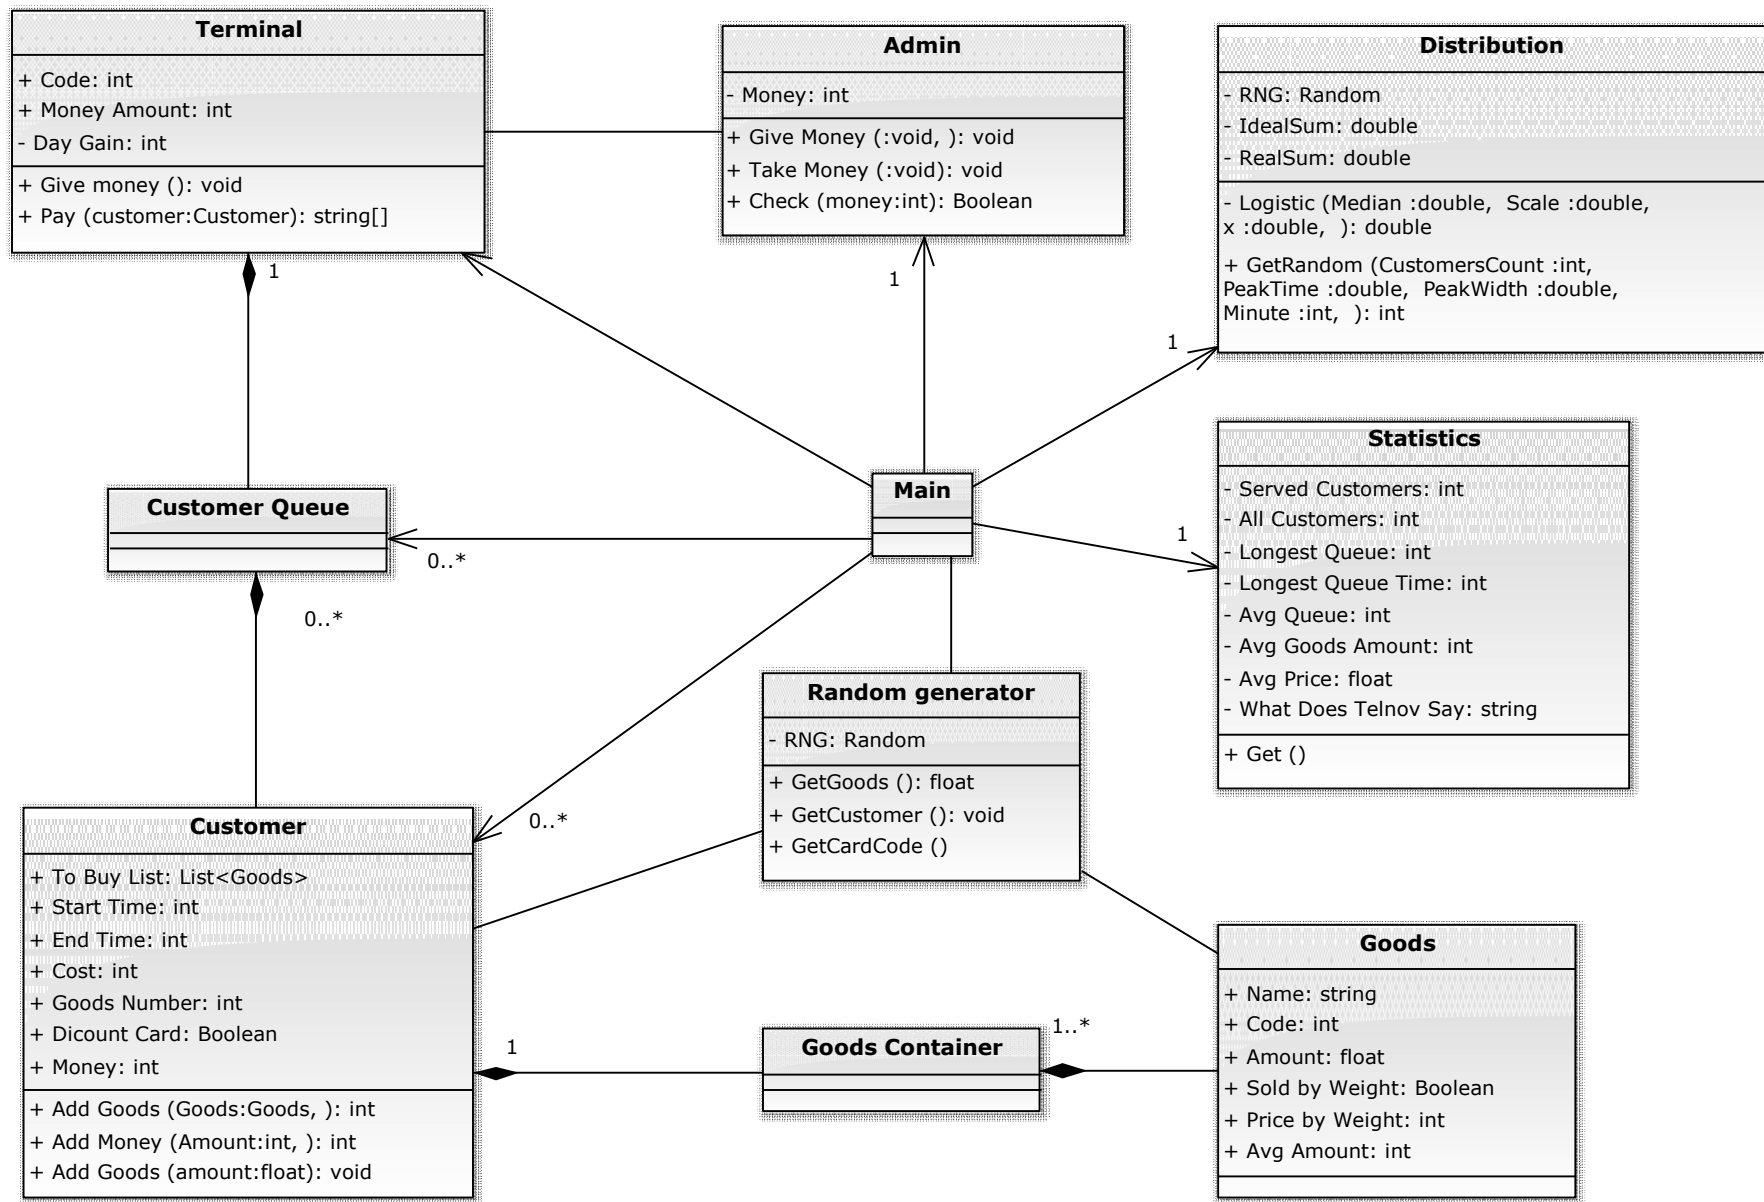 Terminal
+ Code: int
+ Money Amount: int
- Day Gain: int
+ Give money (): void
+ Pay (customer:Customer): string[]
1
Admin
- Money: int
+ Give Money (:void, ): void
+ Take Money (:void): void
+ Check (money:int): Boolean
1
Distribution
- RNG: Random
- IdealSum: double
- RealSum: double
- Logistic (Median :double, Scale :double,
x :double, ): double
+ GetRandom (CustomersCount :int,
PeakTime :double, PeakWidth :double,
Minute :int, ): int
1
Customer Queue
0..*
0..*
Main
1
Statistics
- Served Customers: int
- All Customers: int
- Longest Queue: int
- Longest Queue Time: int
- Avg Queue: int
- Avg Goods Amount: int
- Avg Price: float
- What Does Telnov Say: string
+ Get ()
Random generator
- RNG: Random
+ GetGoods (): float
+ GetCustomer (): void
+ GetCardCode ()
0..*
Customer
+ To Buy List: List<Goods>
+ Start Time: int
+ End Time: int
+ Cost: int
+ Goods Number: int
+ Dicount Card: Boolean
+ Money: int
+ Add Goods (Goods:Goods, ): int
+ Add Money (Amount:int, ): int
+ Add Goods (amount:float): void
1
Goods Container
1..*
Goods
+ Name: string
+ Code: int
+ Amount: float
+ Sold by Weight: Boolean
+ Price by Weight: int
+ Avg Amount: int